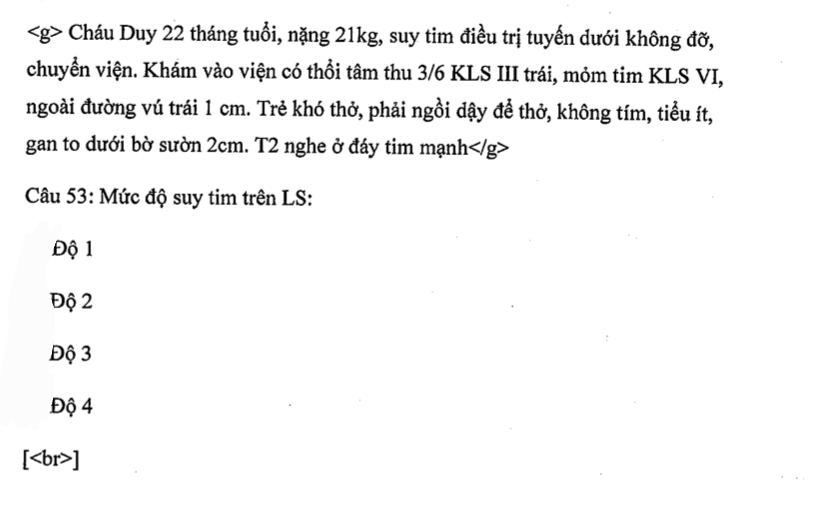 <g> Cháu Duy 22 tháng tuổi, nặng 21kg, suy tim điều trị tuyến dưới không đỡ,
chuyển viện. Khám vào viện có thổi tâm thu 3/6 KLS III trái, mỏm tim KLS VI,
ngoài đường vú trái 1 cm. Trẻ khó thở, phải ngồi dậy để thở, không tím, tiểu ít,
gan to dưới bờ sườn 2cm. T2 nghe ở đáy tim mạnh</g>
Câu 53: Mức độ suy tim trên LS:
Độ 1
Độ 2
Độ 3
Độ 4
[<br>]